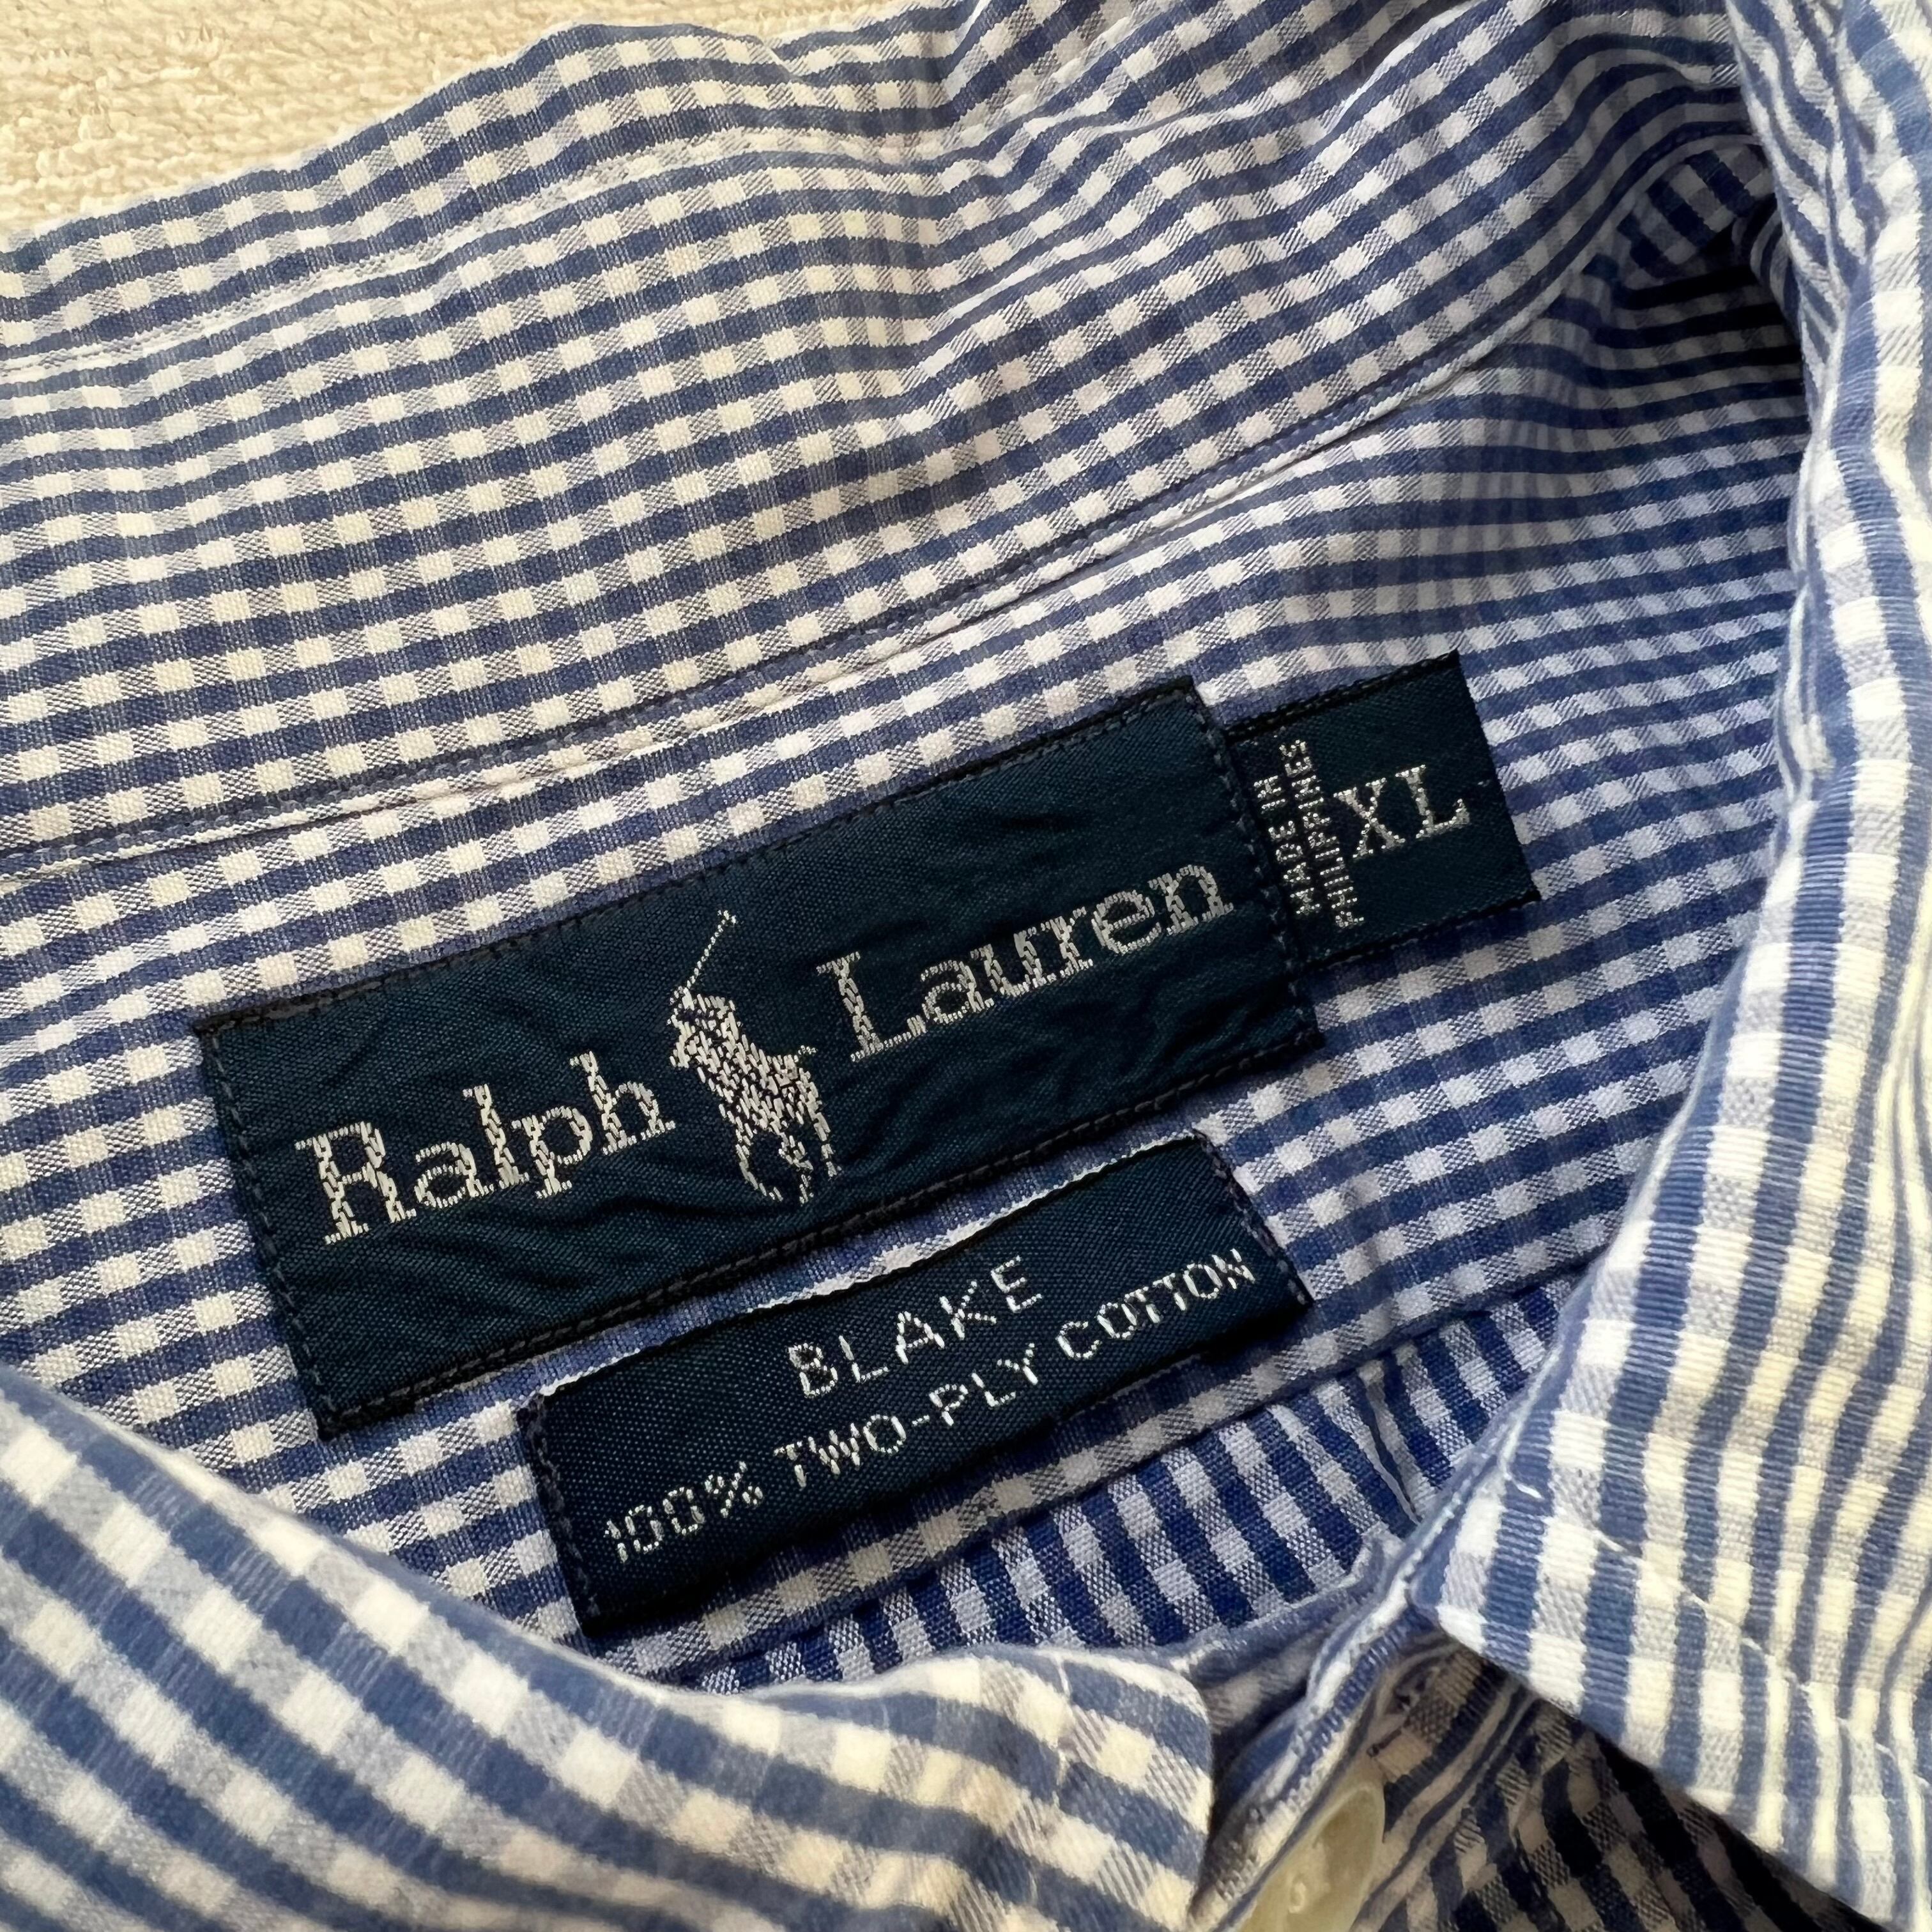 Ralph Lauren
MADE IN
PHILIPPINES
XL
BLAKE
100% TWO-PLY COTTON